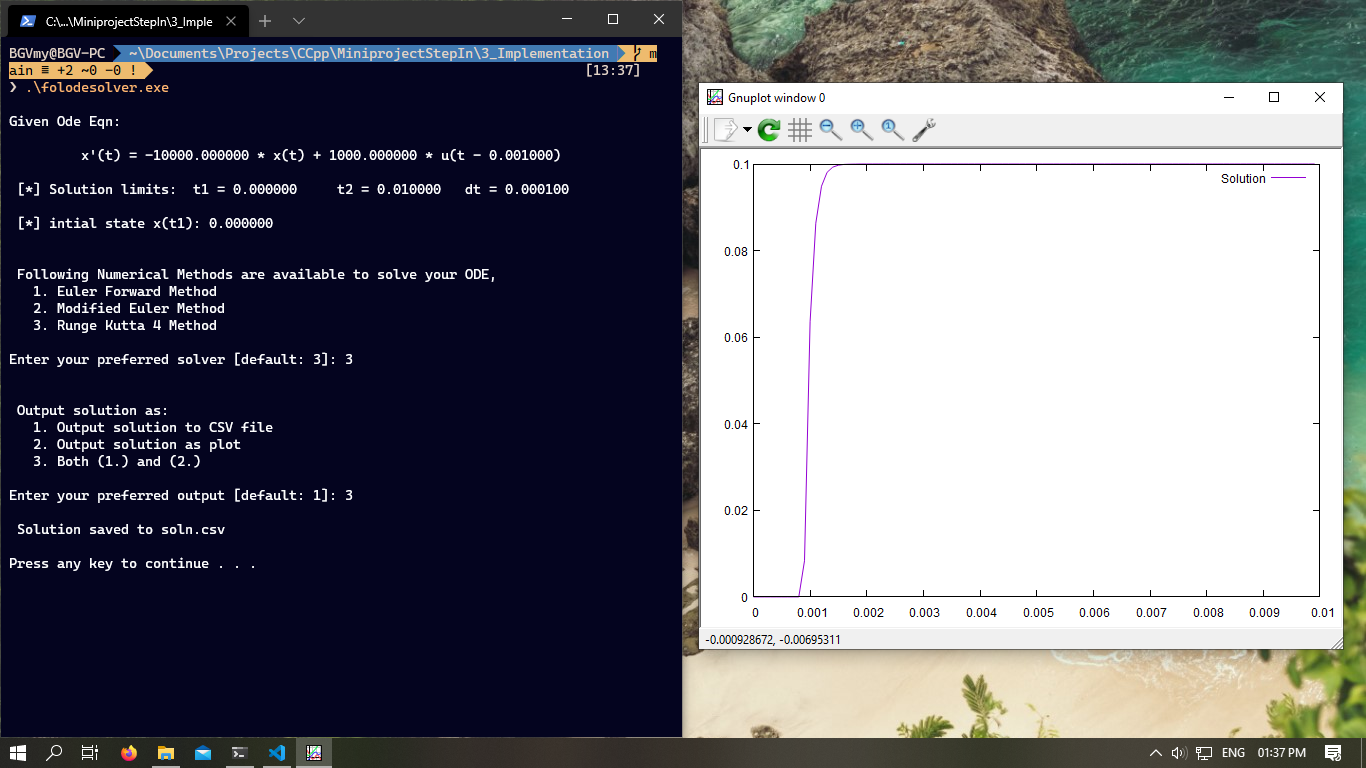 C:\...\MiniprojectStepIn\3_Imple
BGVmy@BGV-PC ~\Documents\Projects\CCpp\MiniprojectStepIn\3_Implementation m
ain ≡ +2 ~0 -0 ! [13:37]
❯ .\folodesolver.exe
Given Ode Eqn:
x'(t) = -10000.000000 * x(t) + 1000.000000 * u(t - 0.001000)
[*] Solution limits: t1 = 0.000000 t2 = 0.010000 dt = 0.000100
[*] intial state x(t1): 0.000000
Following Numerical Methods are available to solve your ODE,
1. Euler Forward Method
2. Modified Euler Method
3. Runge Kutta 4 Method
Enter your preferred solver [default: 3]: 3
Output solution as:
1. Output solution to CSV file
2. Output solution as plot
3. Both (1.) and (2.)
Enter your preferred output [default: 1]: 3
Solution saved to soln.csv
Press any key to continue . . .
Gnuplot window 0
Solution
0.1
0.08
0.06
0.04
0.02
0
0 0.001 0.002 0.003 0.004 0.005 0.006 0.007 0.008 0.009 0.01
-0.000928672, -0.00695311
ENG 01:37 PM